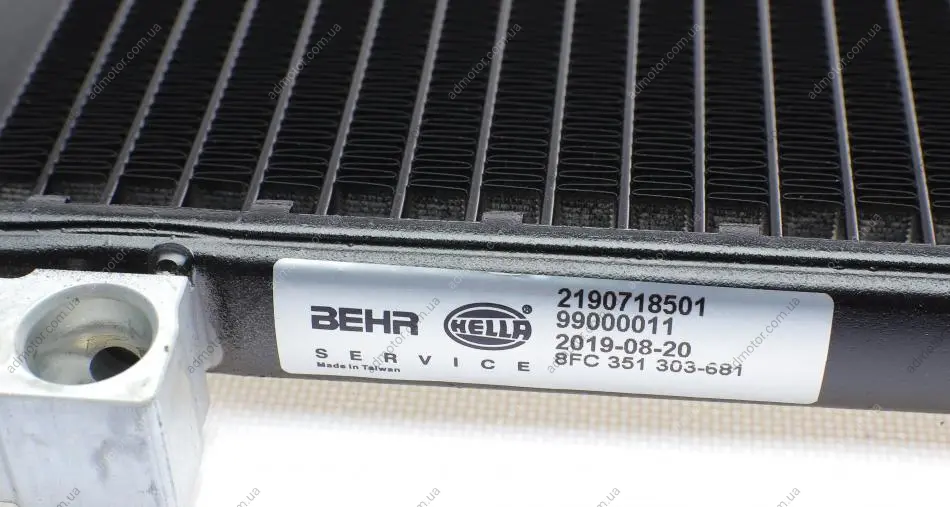 BEHR HELLA®
SERVICE
Made in Taiwan
2190718501
99000011
2019-08-20
8FC 351 303-681
admotor.com.ua